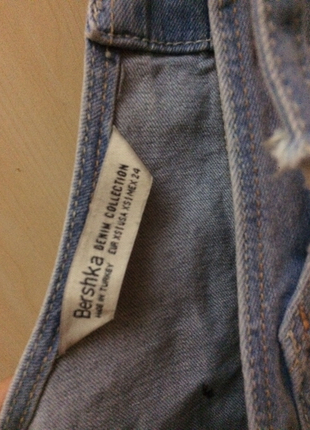 Bershka
DENIM COLLECTION
MADE IN TURKEY
EUR XS|USA XS|MEX 24